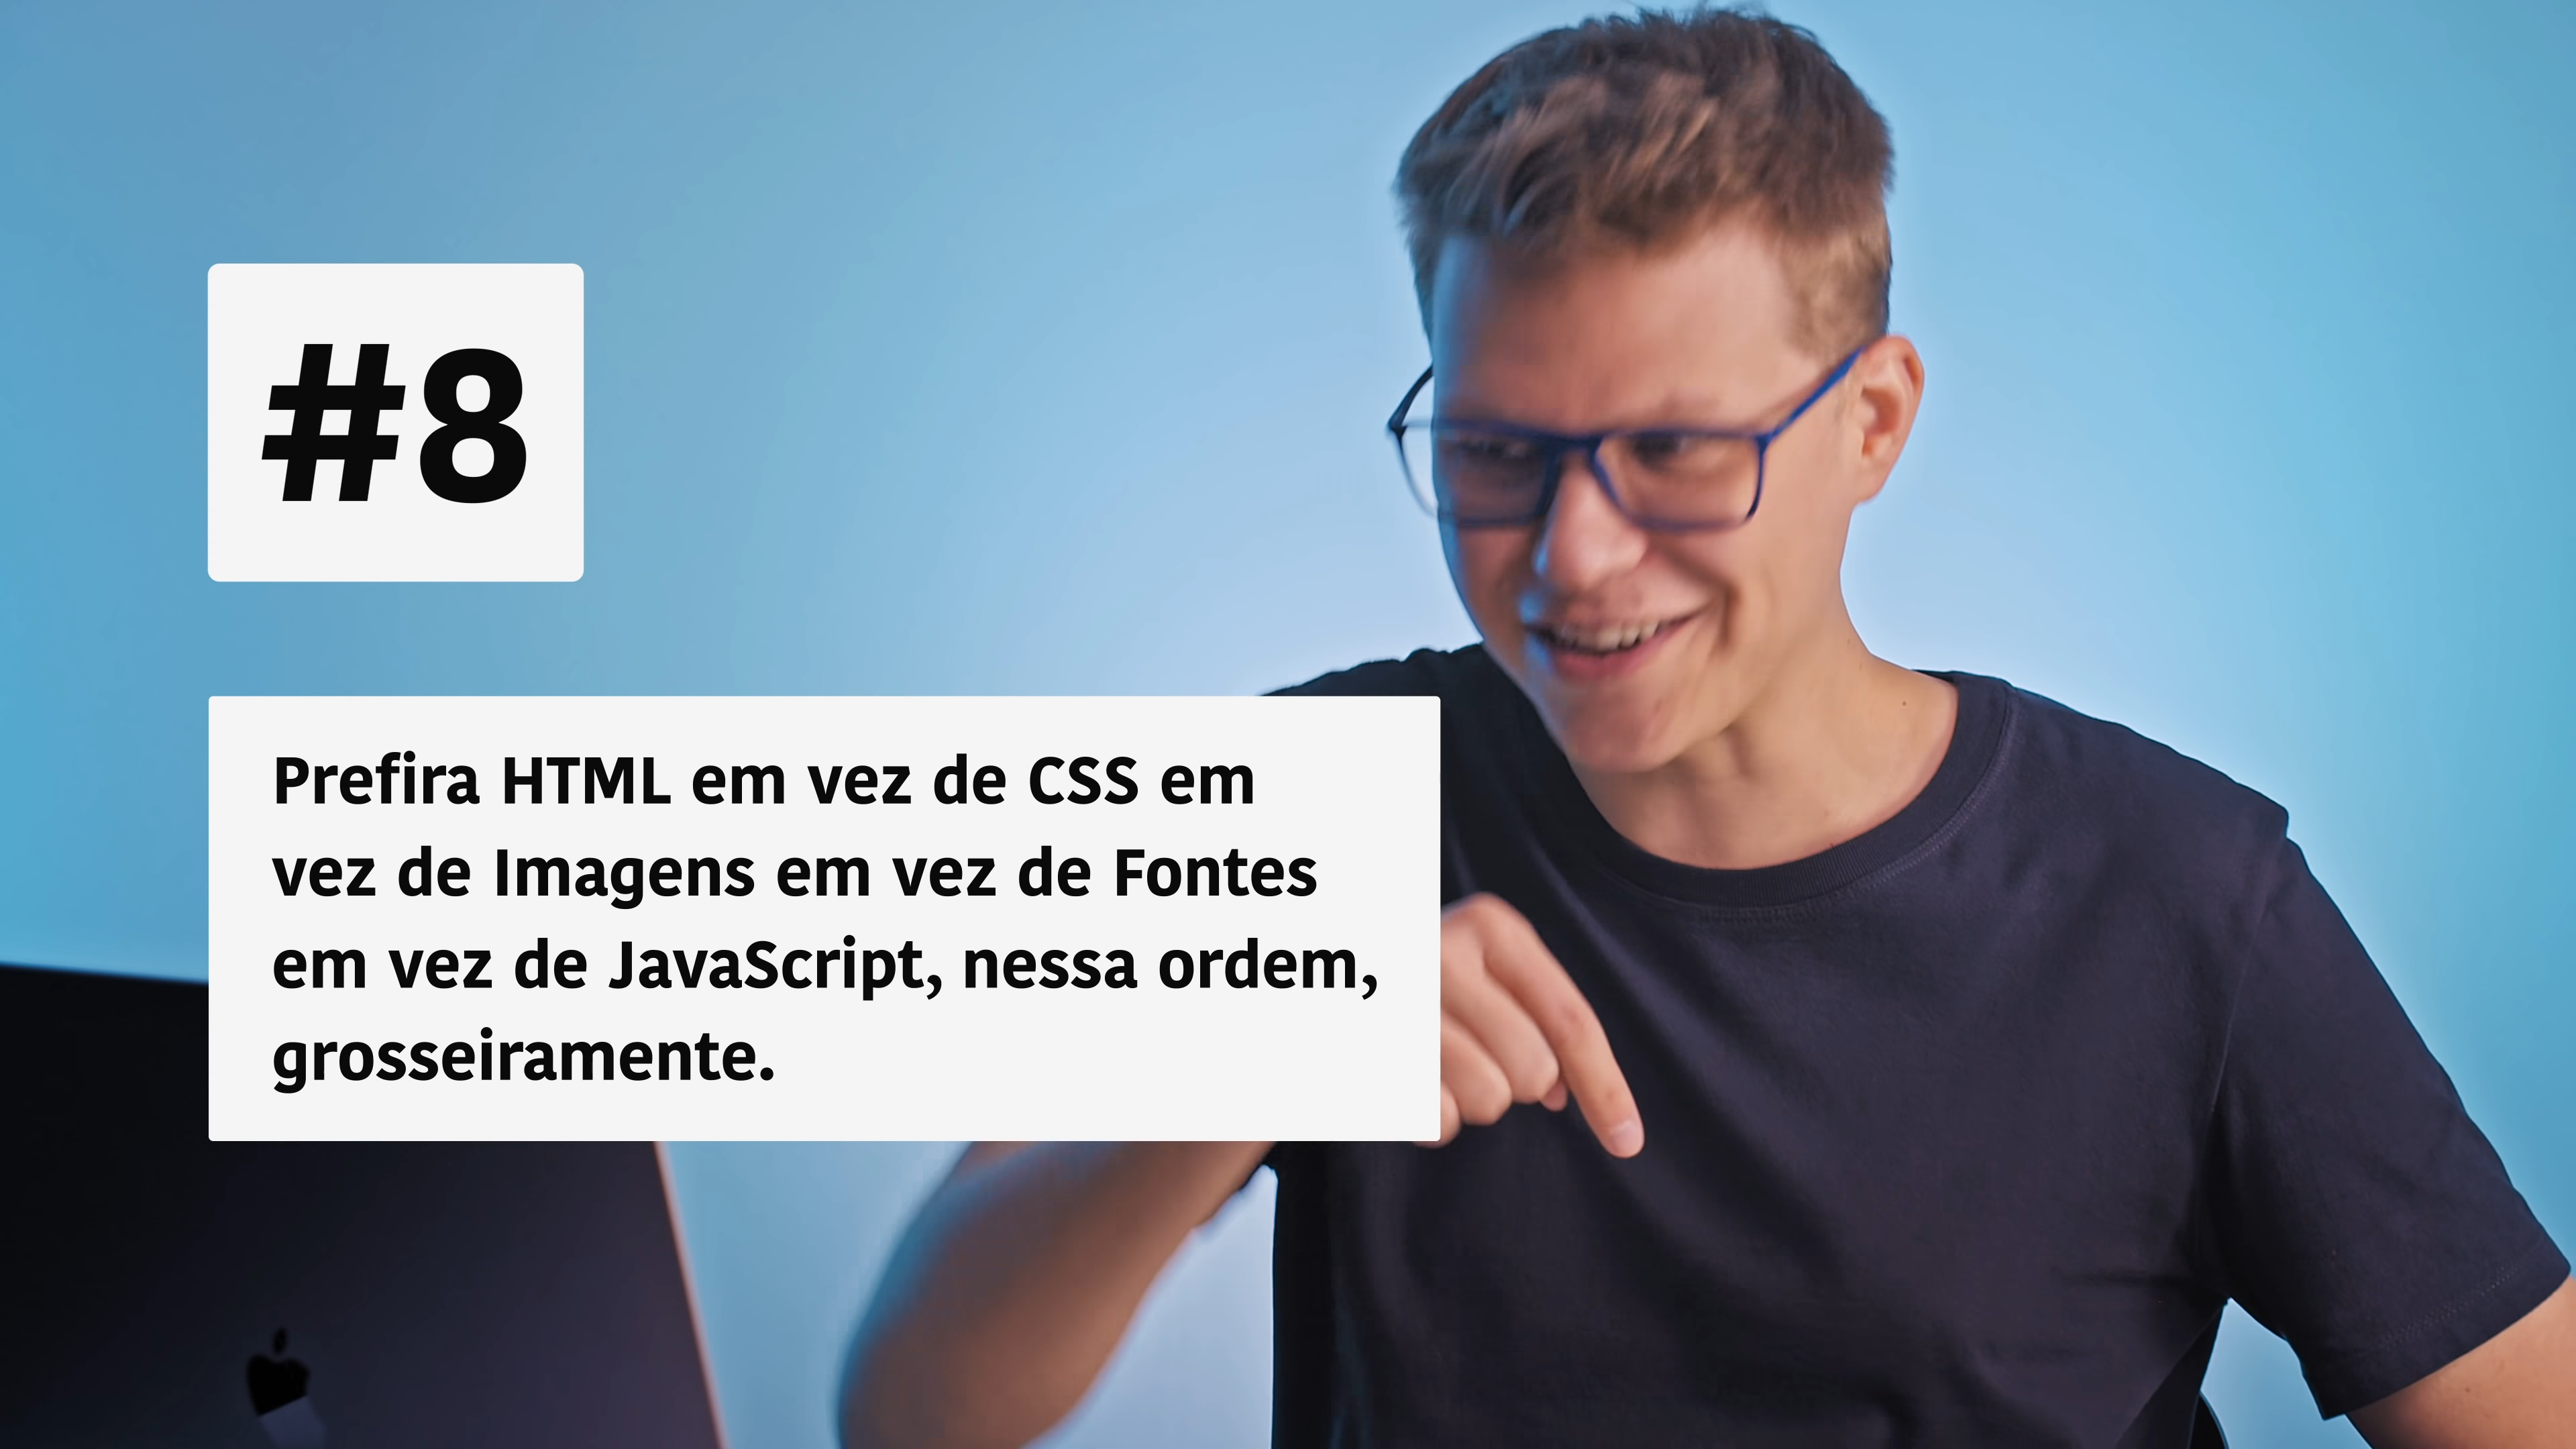 #8
Prefira HTML em vez de CSS em
vez de Imagens em vez de Fontes
em vez de JavaScript, nessa ordem,
grosseiramente.